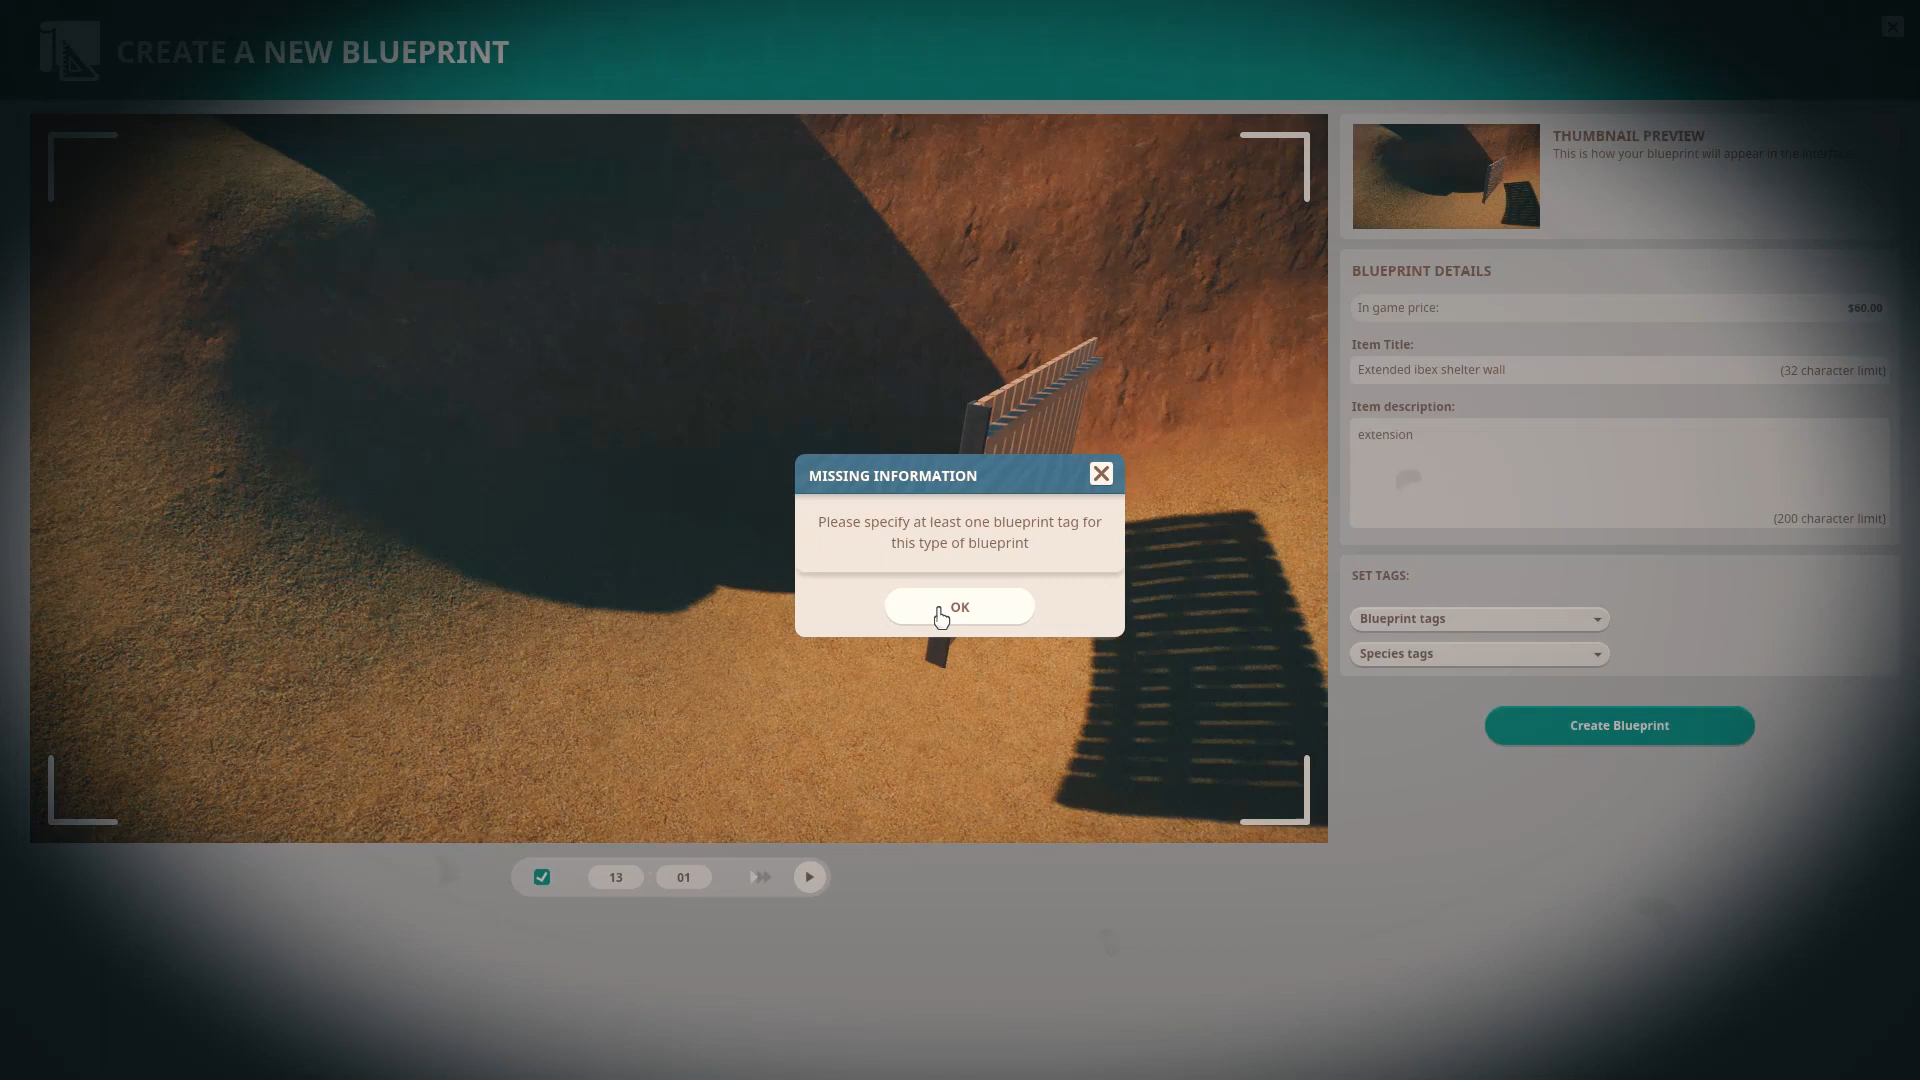 CREATE A NEW BLUEPRINT
THUMBNAIL PREVIEW
This is how your blueprint will appear in the interface
BLUEPRINT DETAILS
In game price:
$60.00
Item Title:
Extended ibex shelter wall
(32 character limit)
Item description:
extension
(200 character limit)
MISSING INFORMATION
Please specify at least one blueprint tag for
this type of blueprint
OK
SET TAGS:
Blueprint tags
Species tags
Create Blueprint
13
01